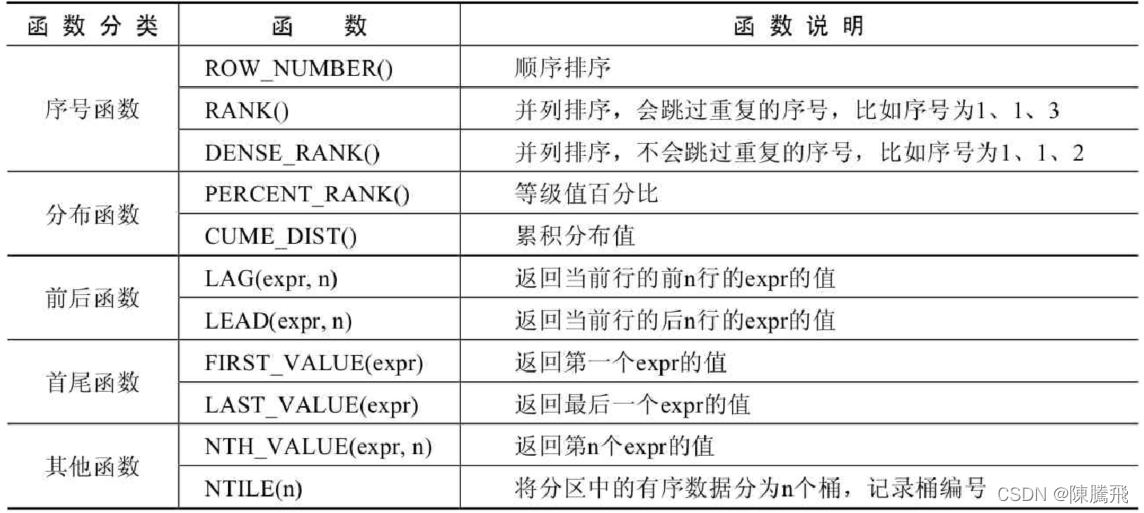 函数分类 函数 函数说明
序号函数 ROW_NUMBER() 顺序排序
RANK() 并列排序，会跳过重复的序号，比如序号为1、1、3
DENSE_RANK() 并列排序，不会跳过重复的序号，比如序号为1、1、2
分布函数 PERCENT_RANK() 等级值百分比
CUME_DIST() 累积分布值
前后函数 LAG(expr, n) 返回当前行的前n行的expr的值
LEAD(expr, n) 返回当前行的后n行的expr的值
首尾函数 FIRST_VALUE(expr) 返回第一个expr的值
LAST_VALUE(expr) 返回最后一个expr的值
其他函数 NTH_VALUE(expr, n) 返回第n个expr的值
NTILE(n) 将分区中的有序数据分为n个桶，记录桶编号
CSDN @陳騰飛